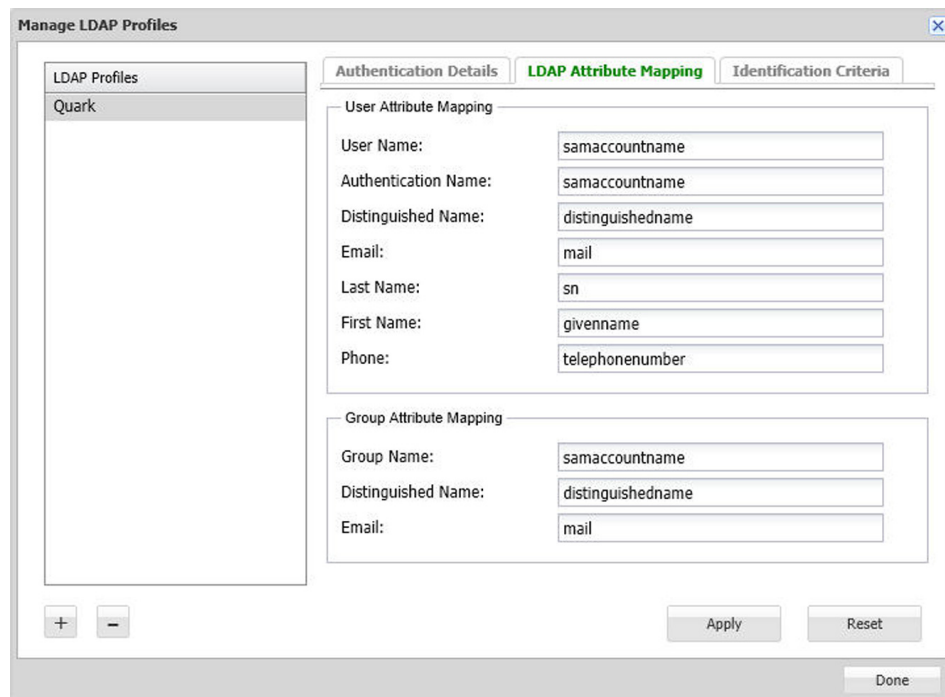 Manage LDAP Profiles
LDAP Profiles
Quark
Authentication Details
LDAP Attribute Mapping
Identification Criteria
User Attribute Mapping
User Name: samaccountname
Authentication Name: samaccountname
Distinguished Name: distinguishedname
Email: mail
Last Name: sn
First Name: givenname
Phone: telephonenumber
Group Attribute Mapping
Group Name: samaccountname
Distinguished Name: distinguishedname
Email: mail
+ −
Apply
Reset
Done